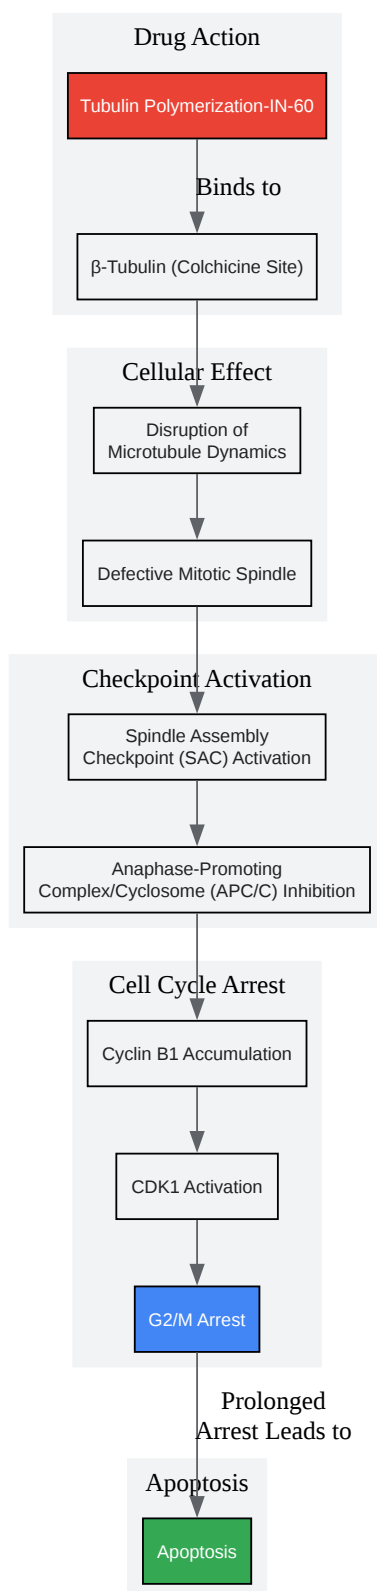 Drug Action
Tubulin Polymerization-IN-60
Binds to
β-Tubulin (Colchicine Site)
Cellular Effect
Disruption of
Microtubule Dynamics
Defective Mitotic Spindle
Checkpoint Activation
Spindle Assembly
Checkpoint (SAC) Activation
Anaphase-Promoting
Complex/Cyclosome (APC/C) Inhibition
Cell Cycle Arrest
Cyclin B1 Accumulation
CDK1 Activation
G2/M Arrest
Prolonged
Arrest Leads to
Apoptosis
Apoptosis